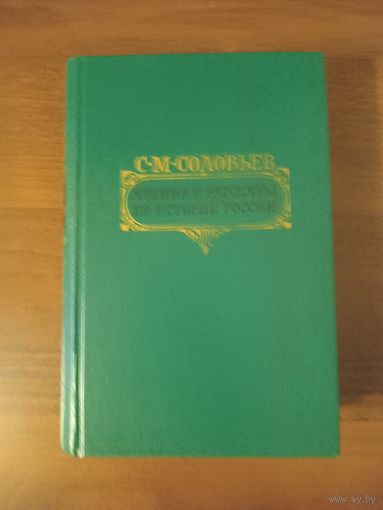 С·М·СОЛОВЬЕВ
ЧТЕНИЯ И РАССКАЗЫ
ПО ИСТОРИИ РОССИИ
www.ay.by